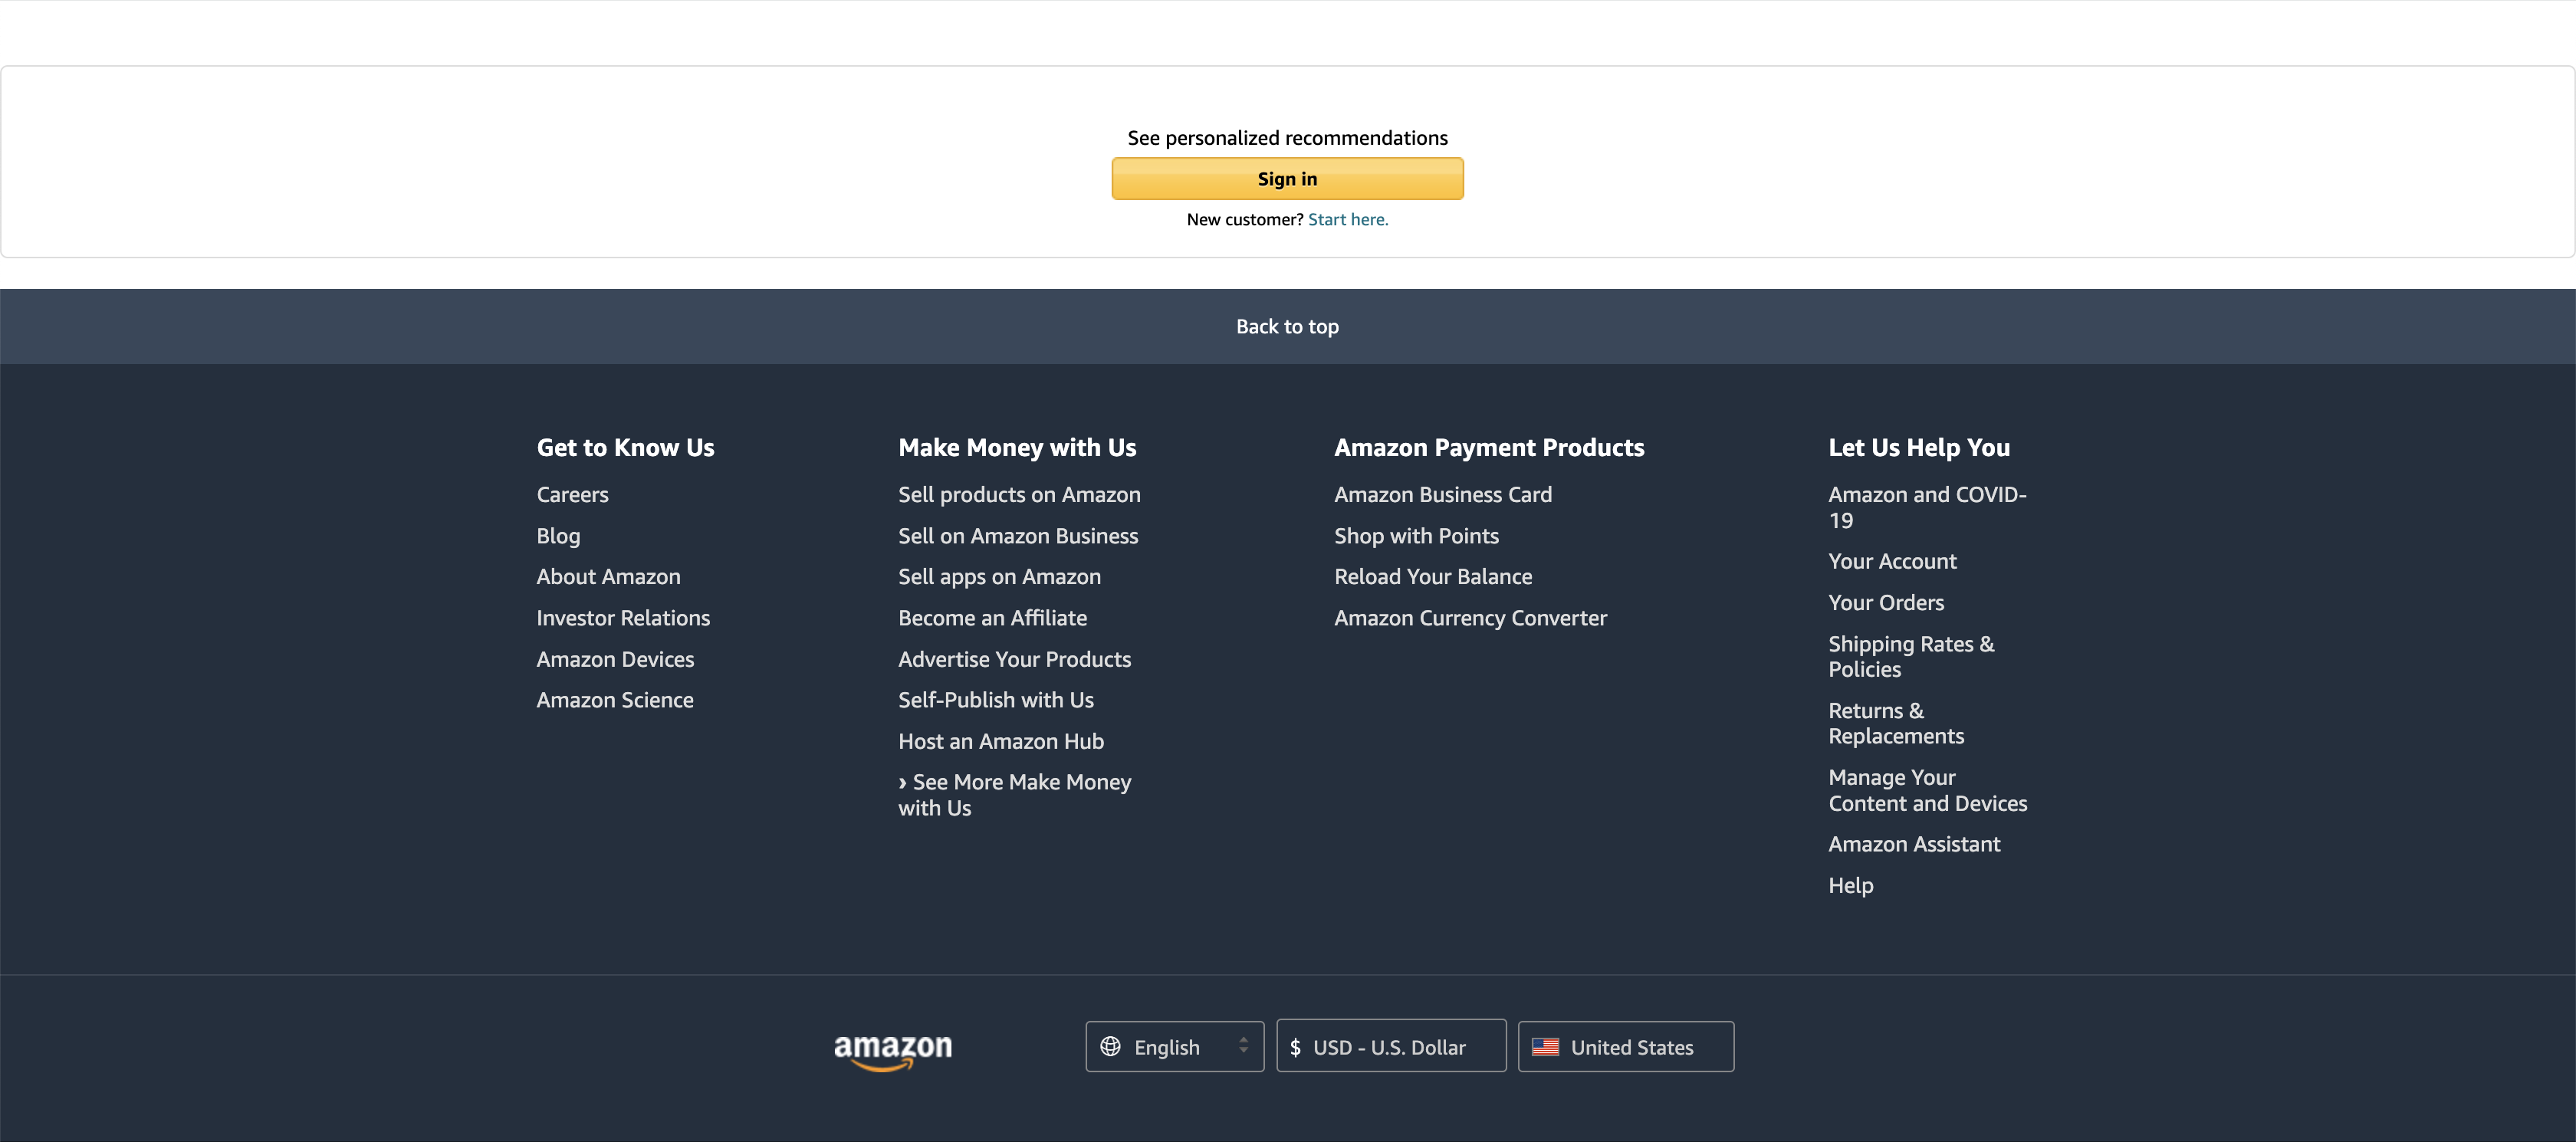 See personalized recommendations
Sign in
New customer? Start here.
Back to top
Get to Know Us
Careers
Blog
About Amazon
Investor Relations
Amazon Devices
Amazon Science
Make Money with Us
Sell products on Amazon
Sell on Amazon Business
Sell apps on Amazon
Become an Affiliate
Advertise Your Products
Self-Publish with Us
Host an Amazon Hub
› See More Make Money
with Us
Amazon Payment Products
Amazon Business Card
Shop with Points
Reload Your Balance
Amazon Currency Converter
Let Us Help You
Amazon and COVID-
19
Your Account
Your Orders
Shipping Rates &
Policies
Returns &
Replacements
Manage Your
Content and Devices
Amazon Assistant
Help
amazon
English
$ USD - U.S. Dollar
United States